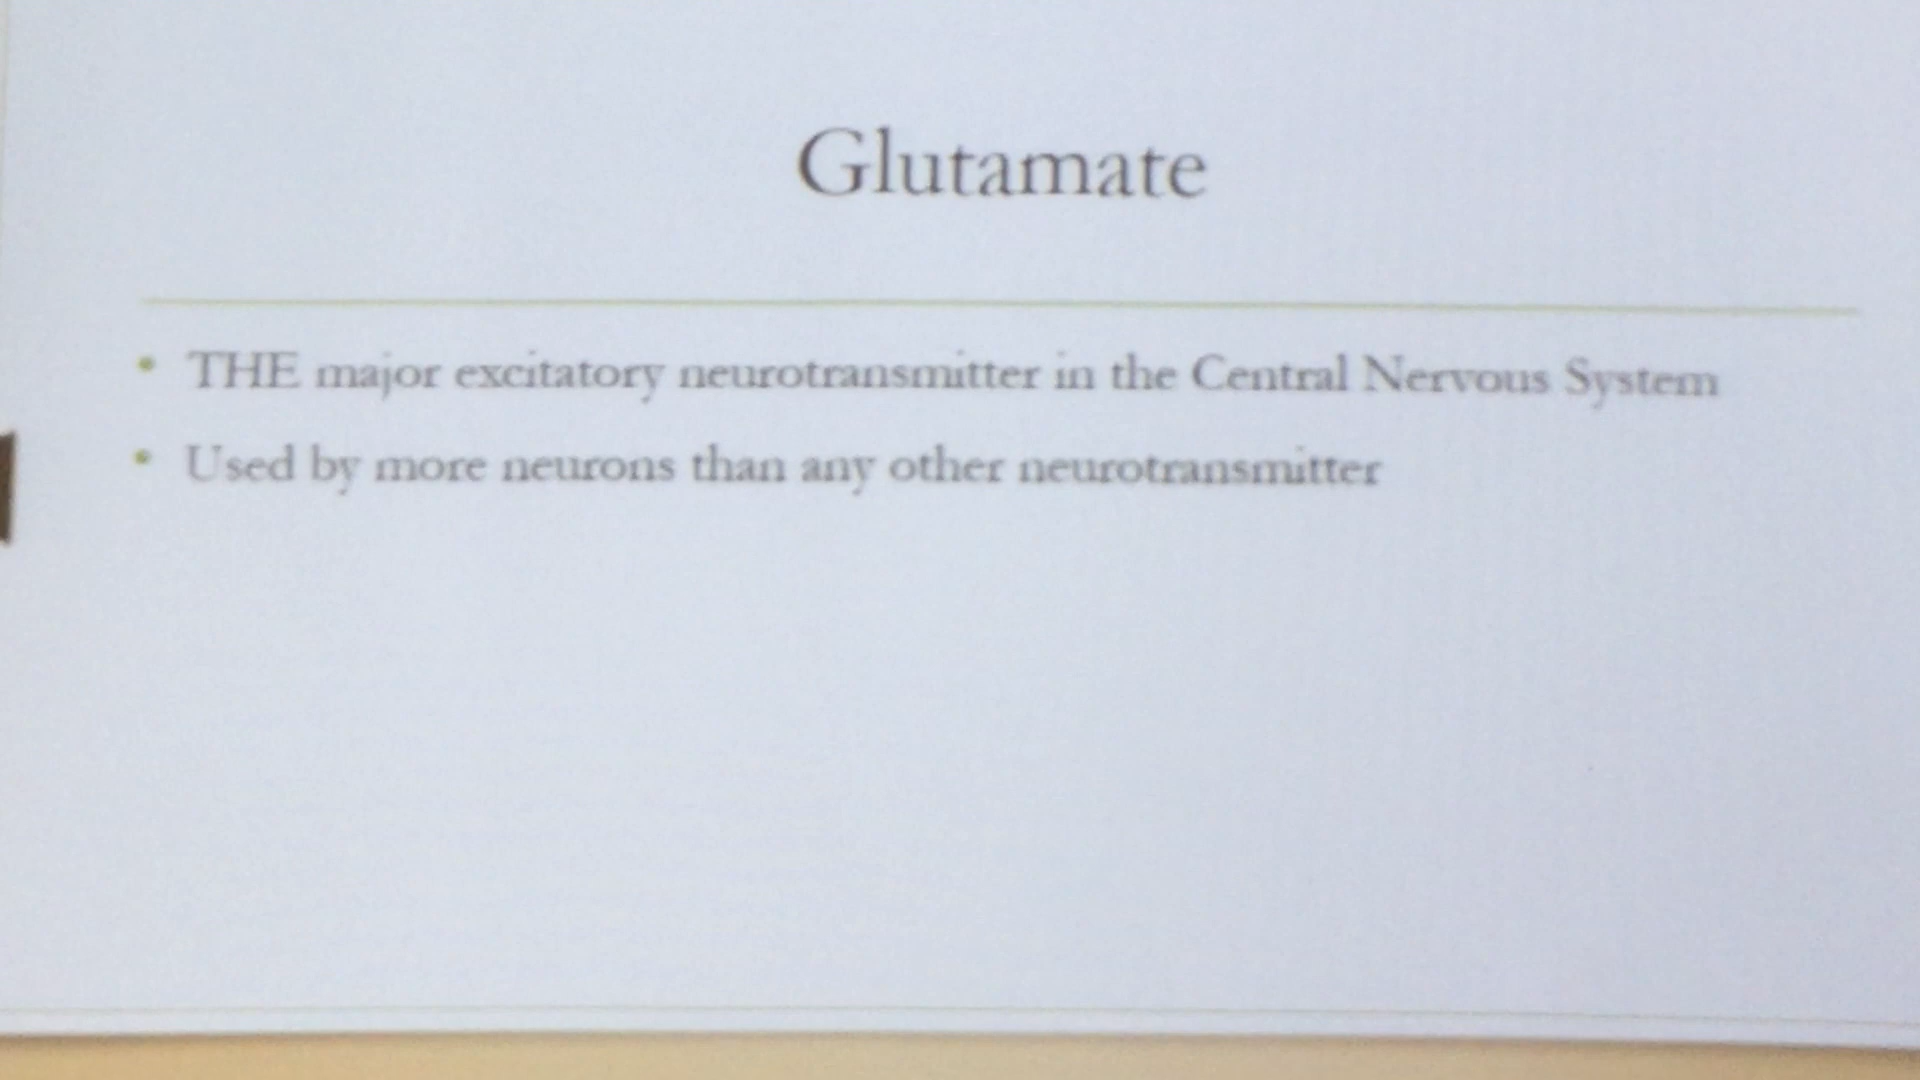 Glutamate
• THE major excitatory neurotransmitter in the Central Nervous System
• Used by more neurons than any other neurotransmitter